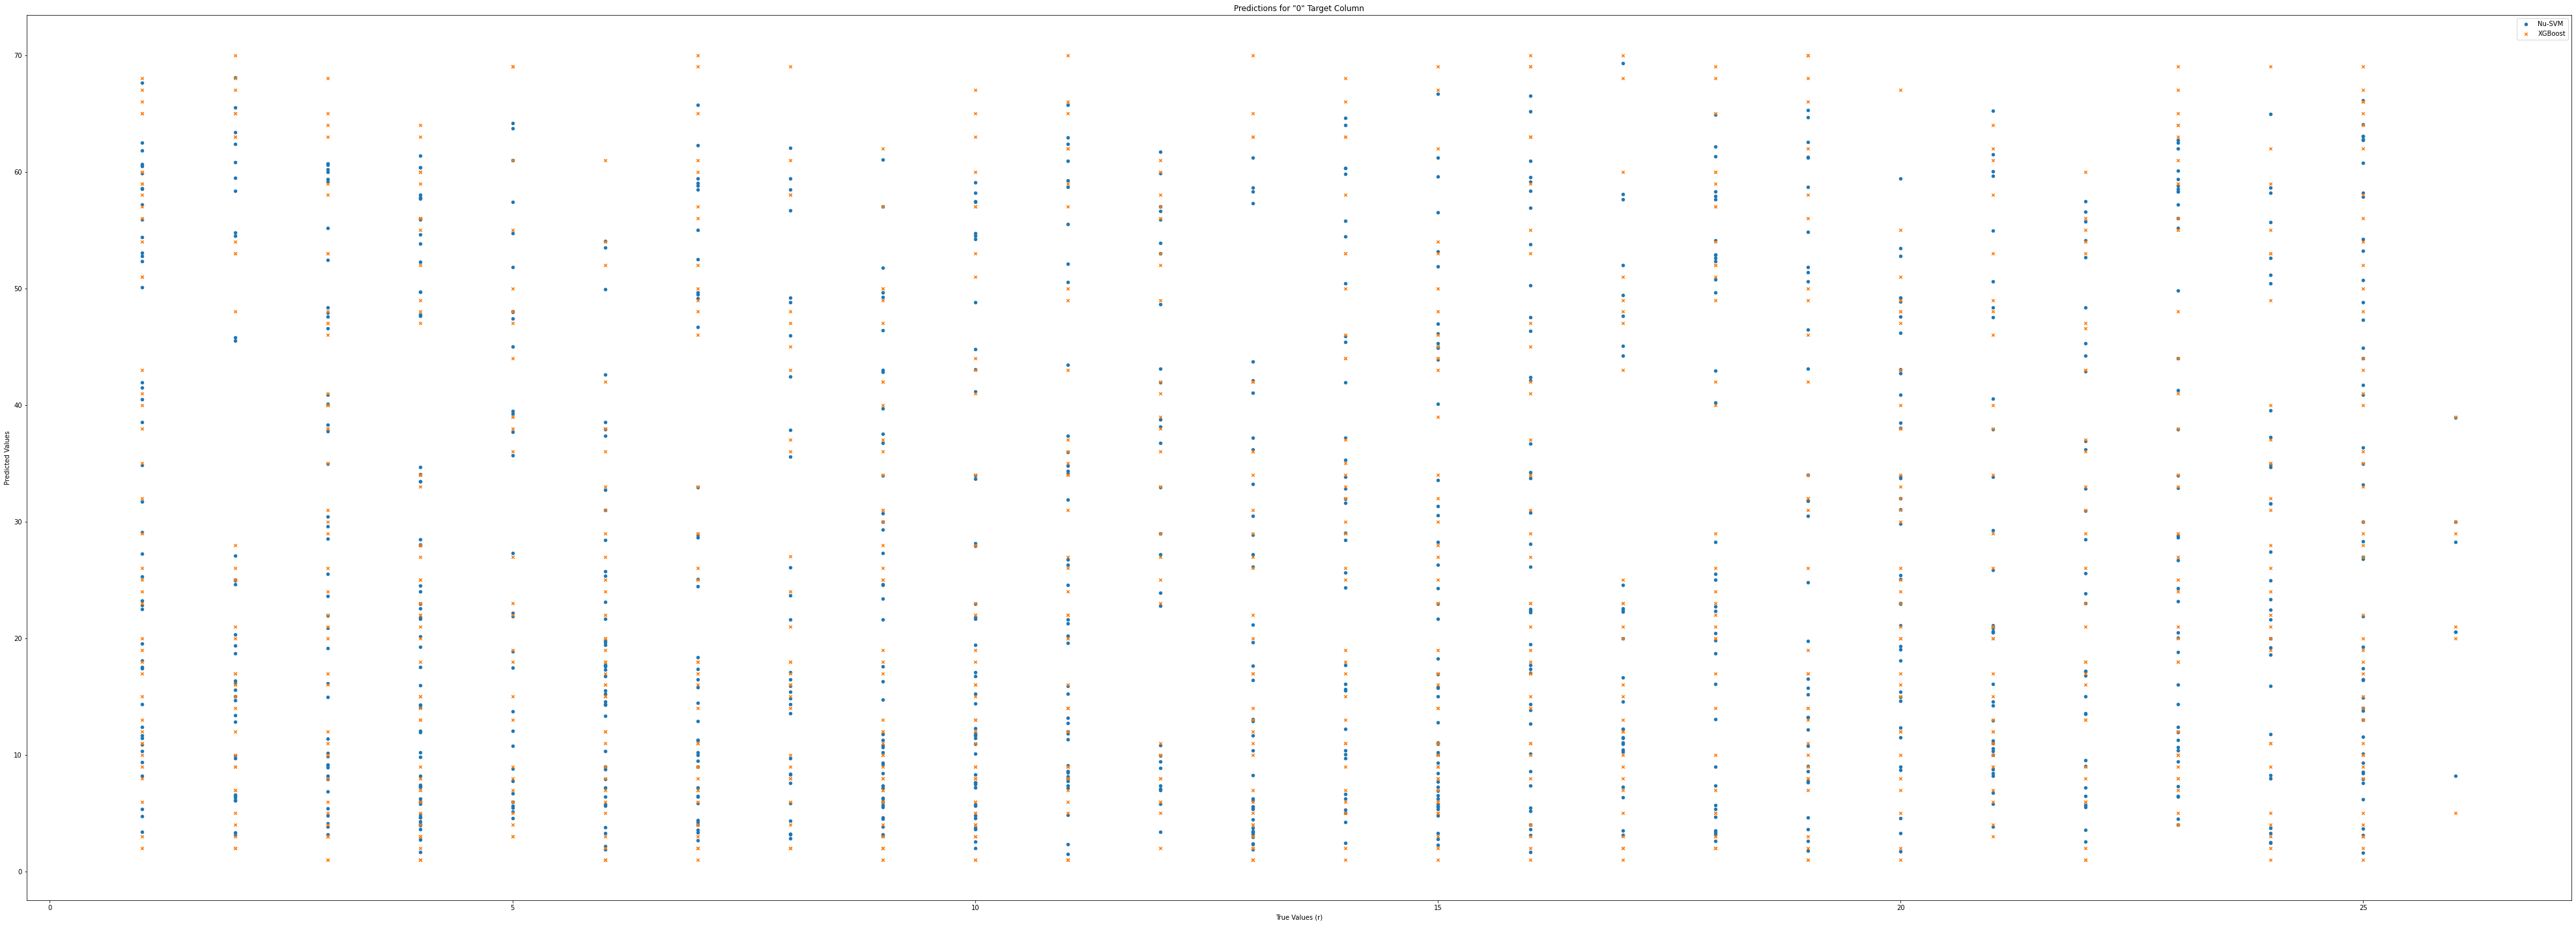 Predictions for "0" Target Column
Nu-SVM
XGBoost
70
60
50
40
30
20
10
0
Predicted Values
0 5 10 15 20 25
True Values (r)